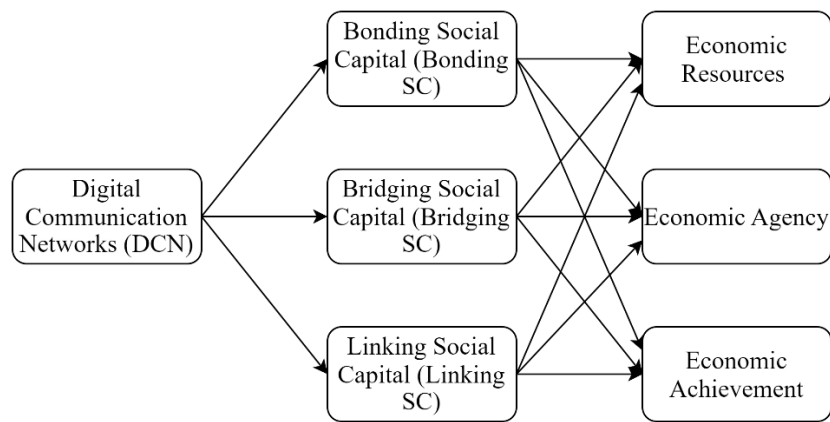 Bonding Social
Capital (Bonding
SC)
Economic
Resources
Digital
Communication
Networks (DCN)
Bridging Social
Capital (Bridging
SC)
Economic Agency
Linking Social
Capital (Linking
SC)
Economic
Achievement